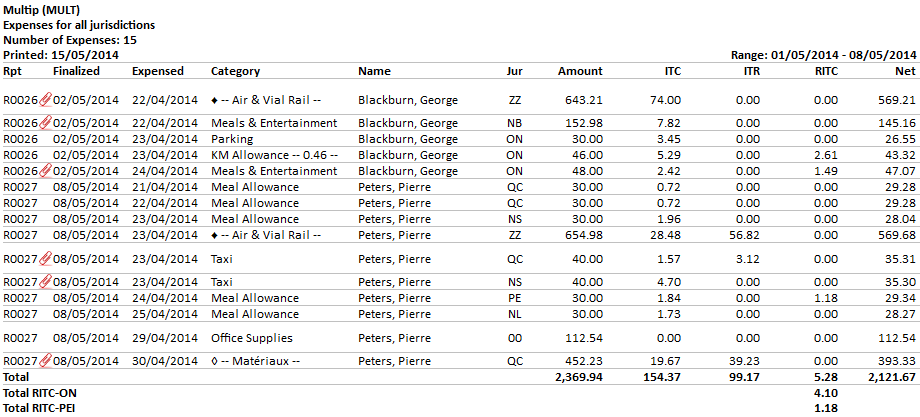 Multip (MULT)
Expenses for all jurisdictions
Number of Expenses: 15
Printed: 15/05/2014 Range: 01/05/2014 - 08/05/2014
Rpt Finalized Expensed Category Name Jur Amount ITC ITR RITC Net
R0026 02/05/2014 22/04/2014 ♦ -- Air & Vial Rail -- Blackburn, George ZZ 643.21 74.00 0.00 0.00 569.21
R0026 02/05/2014 22/04/2014 Meals & Entertainment Blackburn, George NB 152.98 7.82 0.00 0.00 145.16
R0026 02/05/2014 23/04/2014 Parking Blackburn, George ON 30.00 3.45 0.00 0.00 26.55
R0026 02/05/2014 23/04/2014 KM Allowance -- 0.46 -- Blackburn, George ON 46.00 5.29 0.00 2.61 43.32
R0026 02/05/2014 24/04/2014 Meals & Entertainment Blackburn, George ON 48.00 2.42 0.00 1.49 47.07
R0027 08/05/2014 21/04/2014 Meal Allowance Peters, Pierre QC 30.00 0.72 0.00 0.00 29.28
R0027 08/05/2014 22/04/2014 Meal Allowance Peters, Pierre QC 30.00 0.72 0.00 0.00 29.28
R0027 08/05/2014 23/04/2014 Meal Allowance Peters, Pierre NS 30.00 1.96 0.00 0.00 28.04
R0027 08/05/2014 23/04/2014 ♦ -- Air & Vial Rail -- Peters, Pierre ZZ 654.98 28.48 56.82 0.00 569.68
R0027 08/05/2014 23/04/2014 Taxi Peters, Pierre QC 40.00 1.57 3.12 0.00 35.31
R0027 08/05/2014 23/04/2014 Taxi Peters, Pierre NS 40.00 4.70 0.00 0.00 35.30
R0027 08/05/2014 24/04/2014 Meal Allowance Peters, Pierre PE 30.00 1.84 0.00 1.18 29.34
R0027 08/05/2014 25/04/2014 Meal Allowance Peters, Pierre NL 30.00 1.73 0.00 0.00 28.27
R0027 08/05/2014 29/04/2014 Office Supplies Peters, Pierre OO 112.54 0.00 0.00 0.00 112.54
R0027 08/05/2014 30/04/2014 ◊ -- Matériaux -- Peters, Pierre QC 452.23 19.67 39.23 0.00 393.33
Total 2,369.94 154.37 99.17 5.28 2,121.67
Total RITC-ON 4.10
Total RITC-PEI 1.18